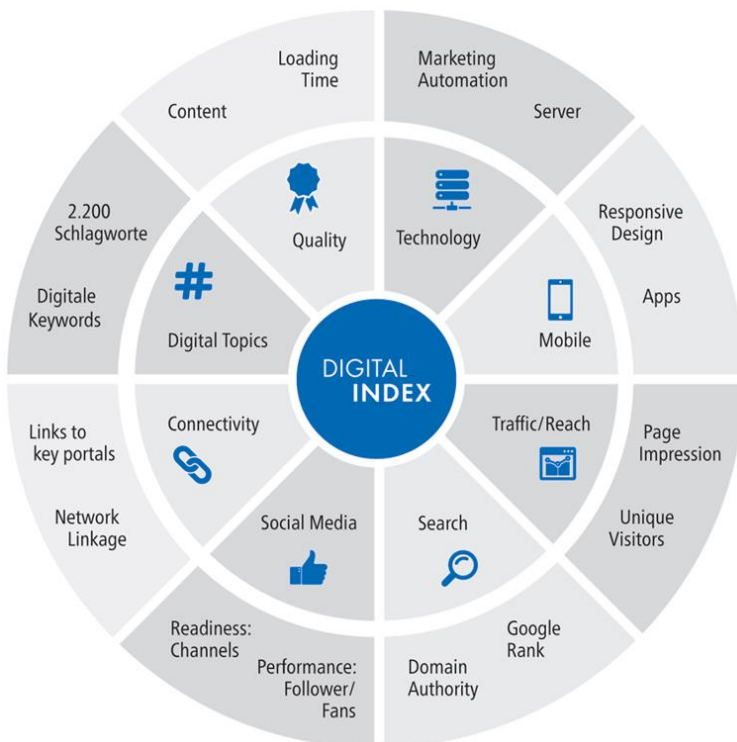 Loading
Time
Content
Marketing
Automation
Server
2.200
Schlagworte
Digitale
Keywords
Quality
Technology
Responsive
Design
Apps
Digital Topics
Mobile
DIGITAL
INDEX
Connectivity
Traffic/Reach
Links to
key portals
Network
Linkage
Page
Impression
Unique
Visitors
Social Media
Search
Readiness:
Channels
Performance:
Follower/
Fans
Google
Rank
Domain
Authority